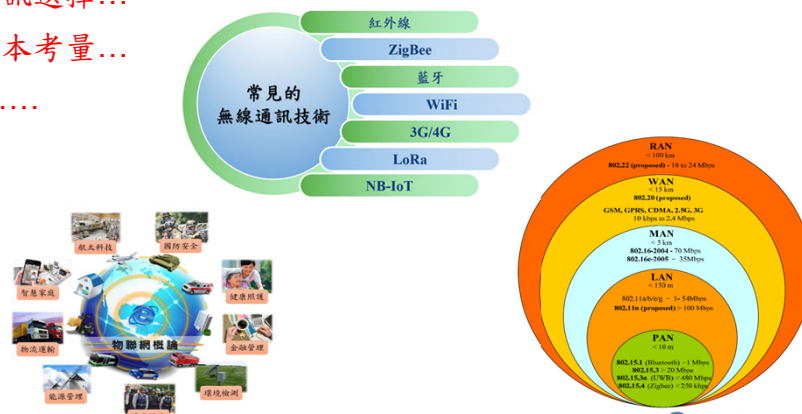 訊選擇…
本考量…
….
紅外線
ZigBee
藍牙
WiFi
3G/4G
LoRa
NB-IoT
常見的
無線通訊技術
航太科技
國防安全
智慧家庭
健康照護
物流運輸
金融管理
能源管理
環境檢測
物聯網概論
RAN
< 100 km
802.22 (proposed) - 18 to 24 Mbps
WAN
< 15 km
802.20 (proposed)
GSM, GPRS, CDMA, 2.5G, 3G
10 kbps to 2.4 Mbps
MAN
< 5 km
802.16-2004 - 70 Mbps
802.16e-2005 - 35Mbps
LAN
< 150 m
802.11a/b/e/g - 1- 54Mbps
802.11n (proposed) > 100 Mbps
PAN
< 10 m
802.15.1 (Bluetooth) -1 Mbps
802.15.3 > 20 Mbps
802.15.3a (UWB) < 480 Mbps
802.15.4 (Zigbee) < 250 kbps